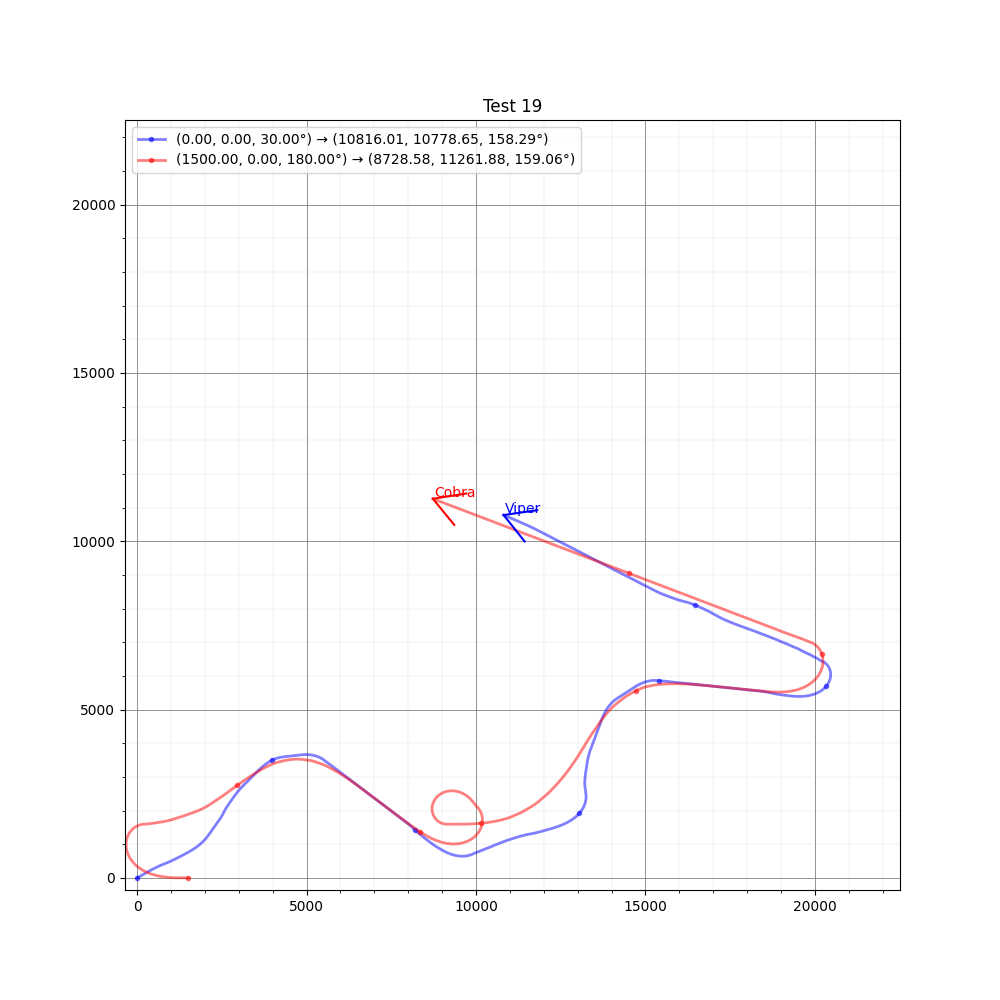 Test 19
(0.00, 0.00, 30.00°) → (10816.01, 10778.65, 158.29°)
(1500.00, 0.00, 180.00°) → (8728.58, 11261.88, 159.06°)
20000
15000
Cobra
Viper
10000
5000
0
0 5000 10000 15000 20000